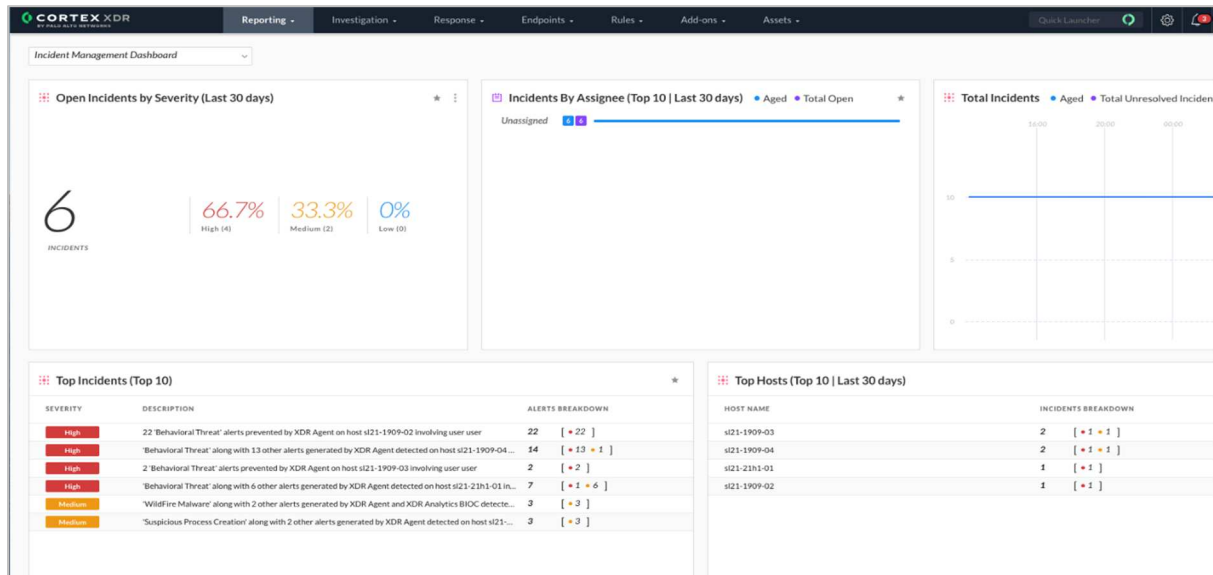 CORTEX XDR
BY PALO ALTO NETWORKS
Reporting
Investigation
Response
Endpoints
Rules
Add-ons
Assets
Quick Launcher
3
Incident Management Dashboard
Open Incidents by Severity (Last 30 days)
6
INCIDENTS
66.7%
High (4)
33.3%
Medium (2)
0%
Low (0)
Incidents By Assignee (Top 10 | Last 30 days) Aged Total Open
Unassigned 6 6
Total Incidents Aged Total Unresolved Inciden
16:00 20:00 00:00
10
5
0
Top Incidents (Top 10)
SEVERITY DESCRIPTION ALERTS BREAKDOWN
High 22 'Behavioral Threat' alerts prevented by XDR Agent on host sl21-1909-02 involving user user 22 [ • 22 ]
High 'Behavioral Threat' along with 13 other alerts generated by XDR Agent detected on host sl21-1909-04 ... 14 [ • 13 • 1 ]
High 2 'Behavioral Threat' alerts prevented by XDR Agent on host sl21-1909-03 involving user user 2 [ • 2 ]
High 'Behavioral Threat' along with 6 other alerts generated by XDR Agent detected on host sl21-21h1-01 in... 7 [ • 1 • 6 ]
Medium 'WildFire Malware' along with 2 other alerts generated by XDR Agent and XDR Analytics BIOC detecte... 3 [ • 3 ]
Medium 'Suspicious Process Creation' along with 2 other alerts generated by XDR Agent detected on host sl21-... 3 [ • 3 ]
Top Hosts (Top 10 | Last 30 days)
HOST NAME INCIDENTS BREAKDOWN
sl21-1909-03 2 [ • 1 • 1 ]
sl21-1909-04 2 [ • 1 • 1 ]
sl21-21h1-01 1 [ • 1 ]
sl21-1909-02 1 [ • 1 ]